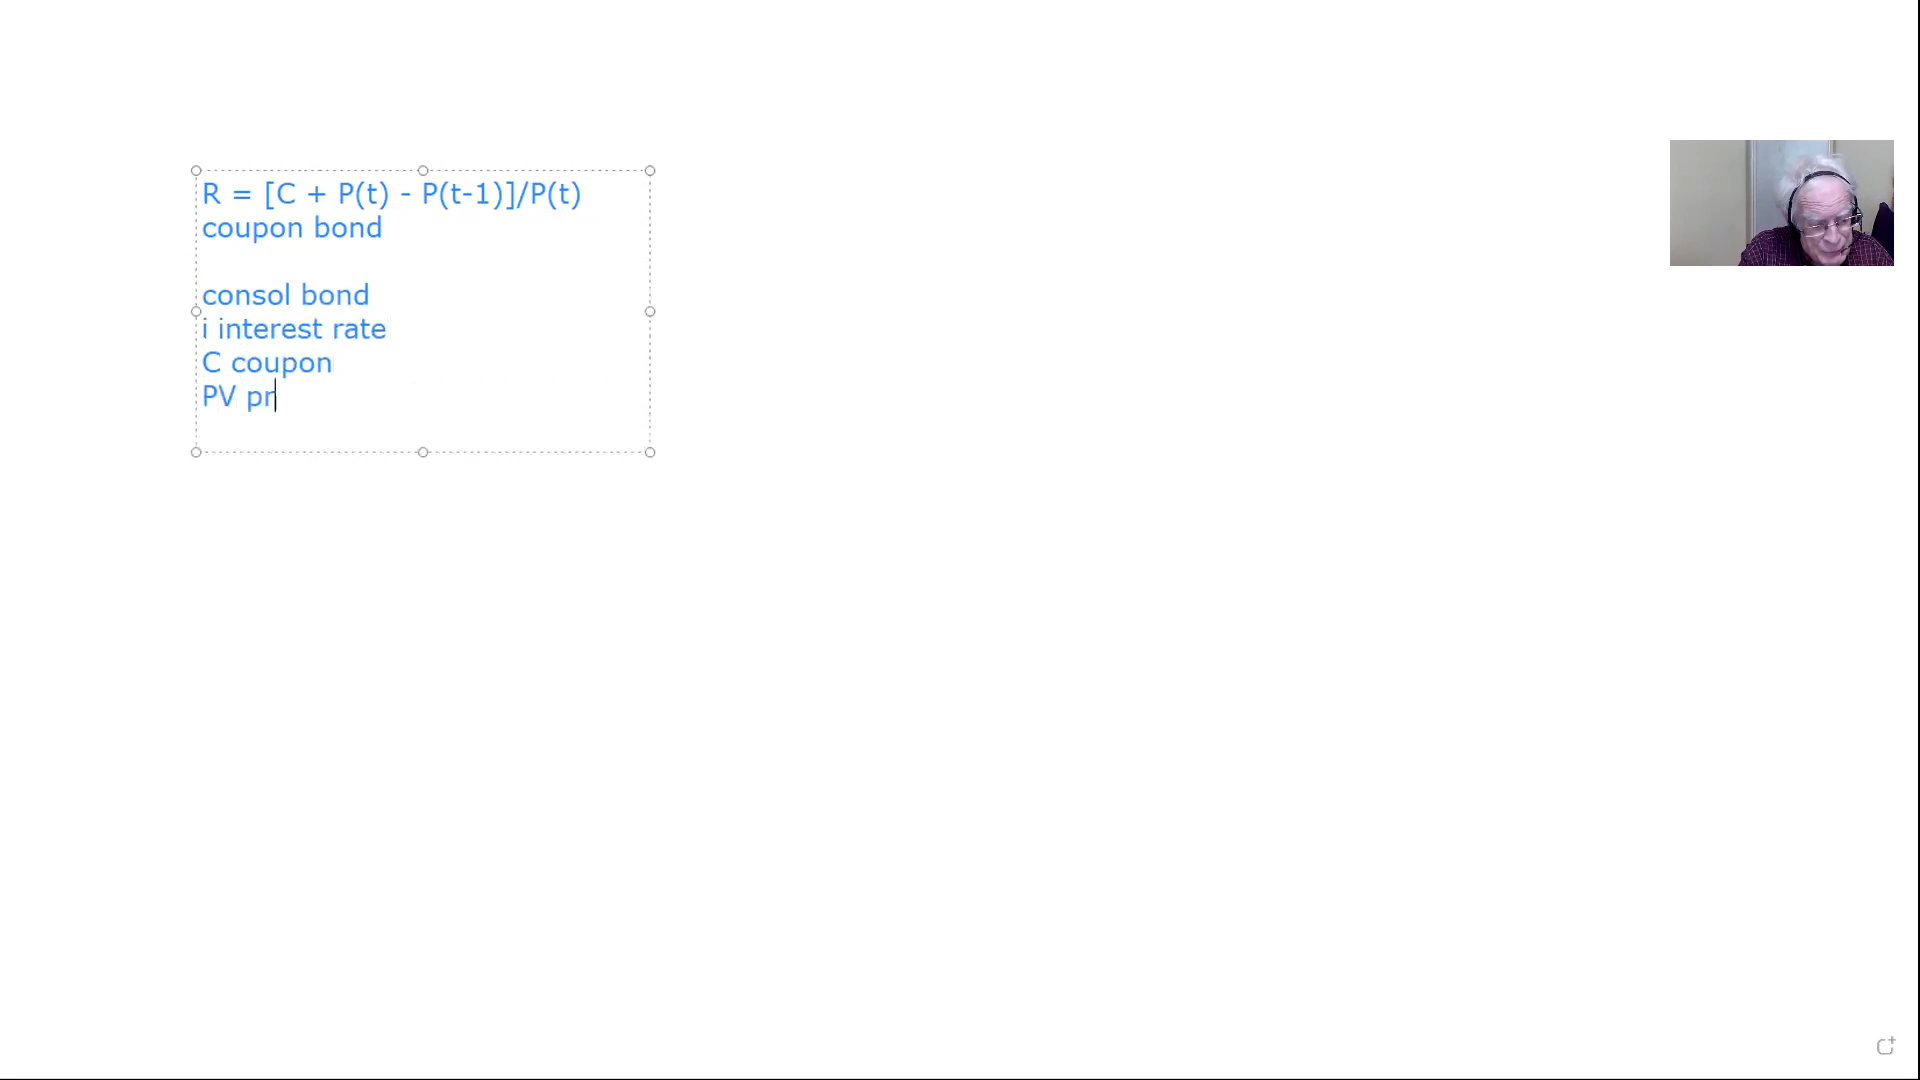 R = [C + P(t) - P(t-1)]/P(t)
coupon bond
consol bond
i interest rate
C coupon
PV pr